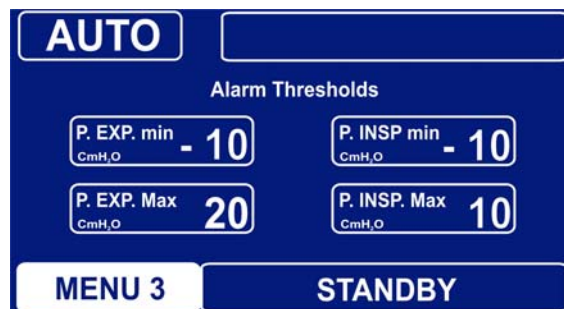 AUTO
Alarm Thresholds
P. EXP. min - 10
CmH₂O
P. INSP min - 10
CmH₂O
P. EXP. Max 20
CmH₂O
P. INSP. Max 10
CmH₂O
MENU 3
STANDBY